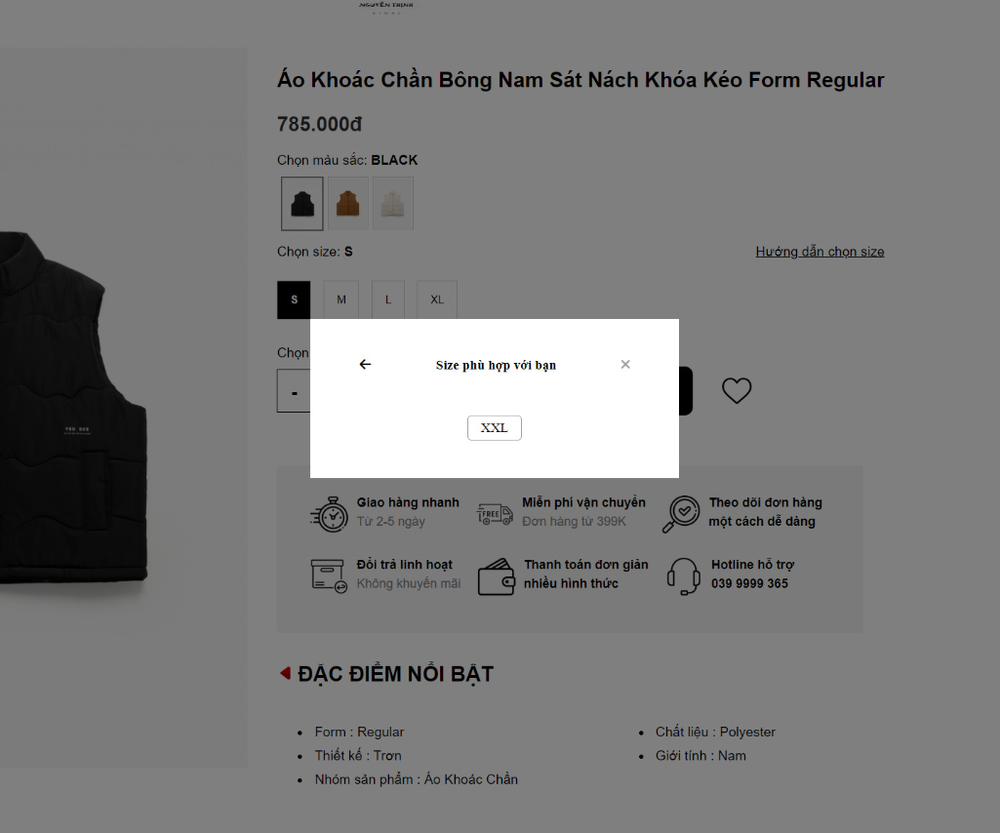 NGUYÊN THỊNH
STORE
Áo Khoác Chần Bông Nam Sát Nách Khóa Kéo Form Regular
785.000đ
Chọn màu sắc: BLACK
Chọn size: S
Hướng dẫn chọn size
S
M
L
XL
Chọn
-
Size phù hợp với bạn
XXL
Giao hàng nhanh
Từ 2-5 ngày
FREE
Miễn phí vận chuyển
Đơn hàng từ 399K
Theo dõi đơn hàng
một cách dễ dàng
Đổi trả linh hoạt
Không khuyến mãi
Thanh toán đơn giản
nhiều hình thức
Hotline hỗ trợ
039 9999 365
ĐẶC ĐIỂM NỔI BẬT
Form : Regular
Thiết kế : Trơn
Nhóm sản phẩm : Áo Khoác Chần
Chất liệu : Polyester
Giới tính : Nam